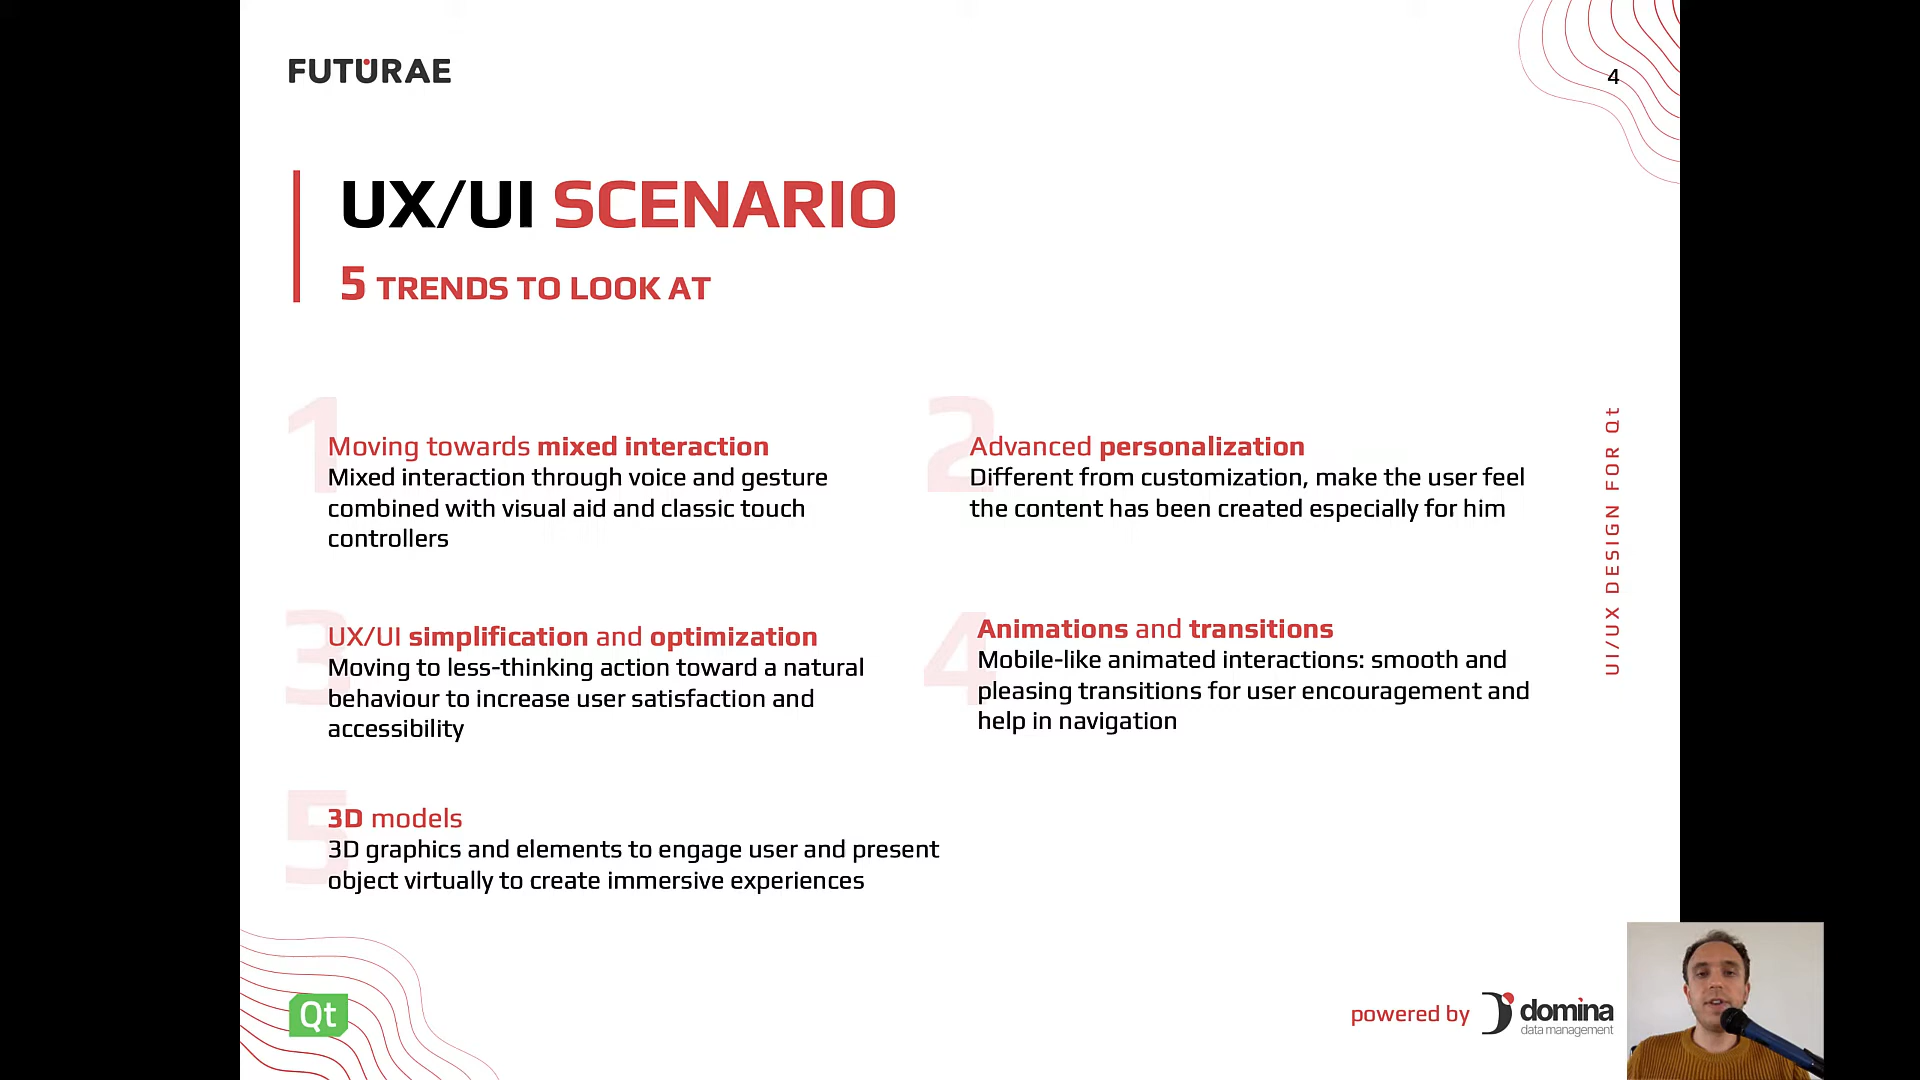 FUTURAE
4
UX/UI SCENARIO
5 TRENDS TO LOOK AT
1
Moving towards mixed interaction
Mixed interaction through voice and gesture
combined with visual aid and classic touch
controllers
2
Advanced personalization
Different from customization, make the user feel
the content has been created especially for him
3
UX/UI simplification and optimization
Moving to less-thinking action toward a natural
behaviour to increase user satisfaction and
accessibility
4
Animations and transitions
Mobile-like animated interactions: smooth and
pleasing transitions for user encouragement and
help in navigation
5
3D models
3D graphics and elements to engage user and present
object virtually to create immersive experiences
UI/UX DESIGN FOR Qt
Qt
powered by
domina
data management